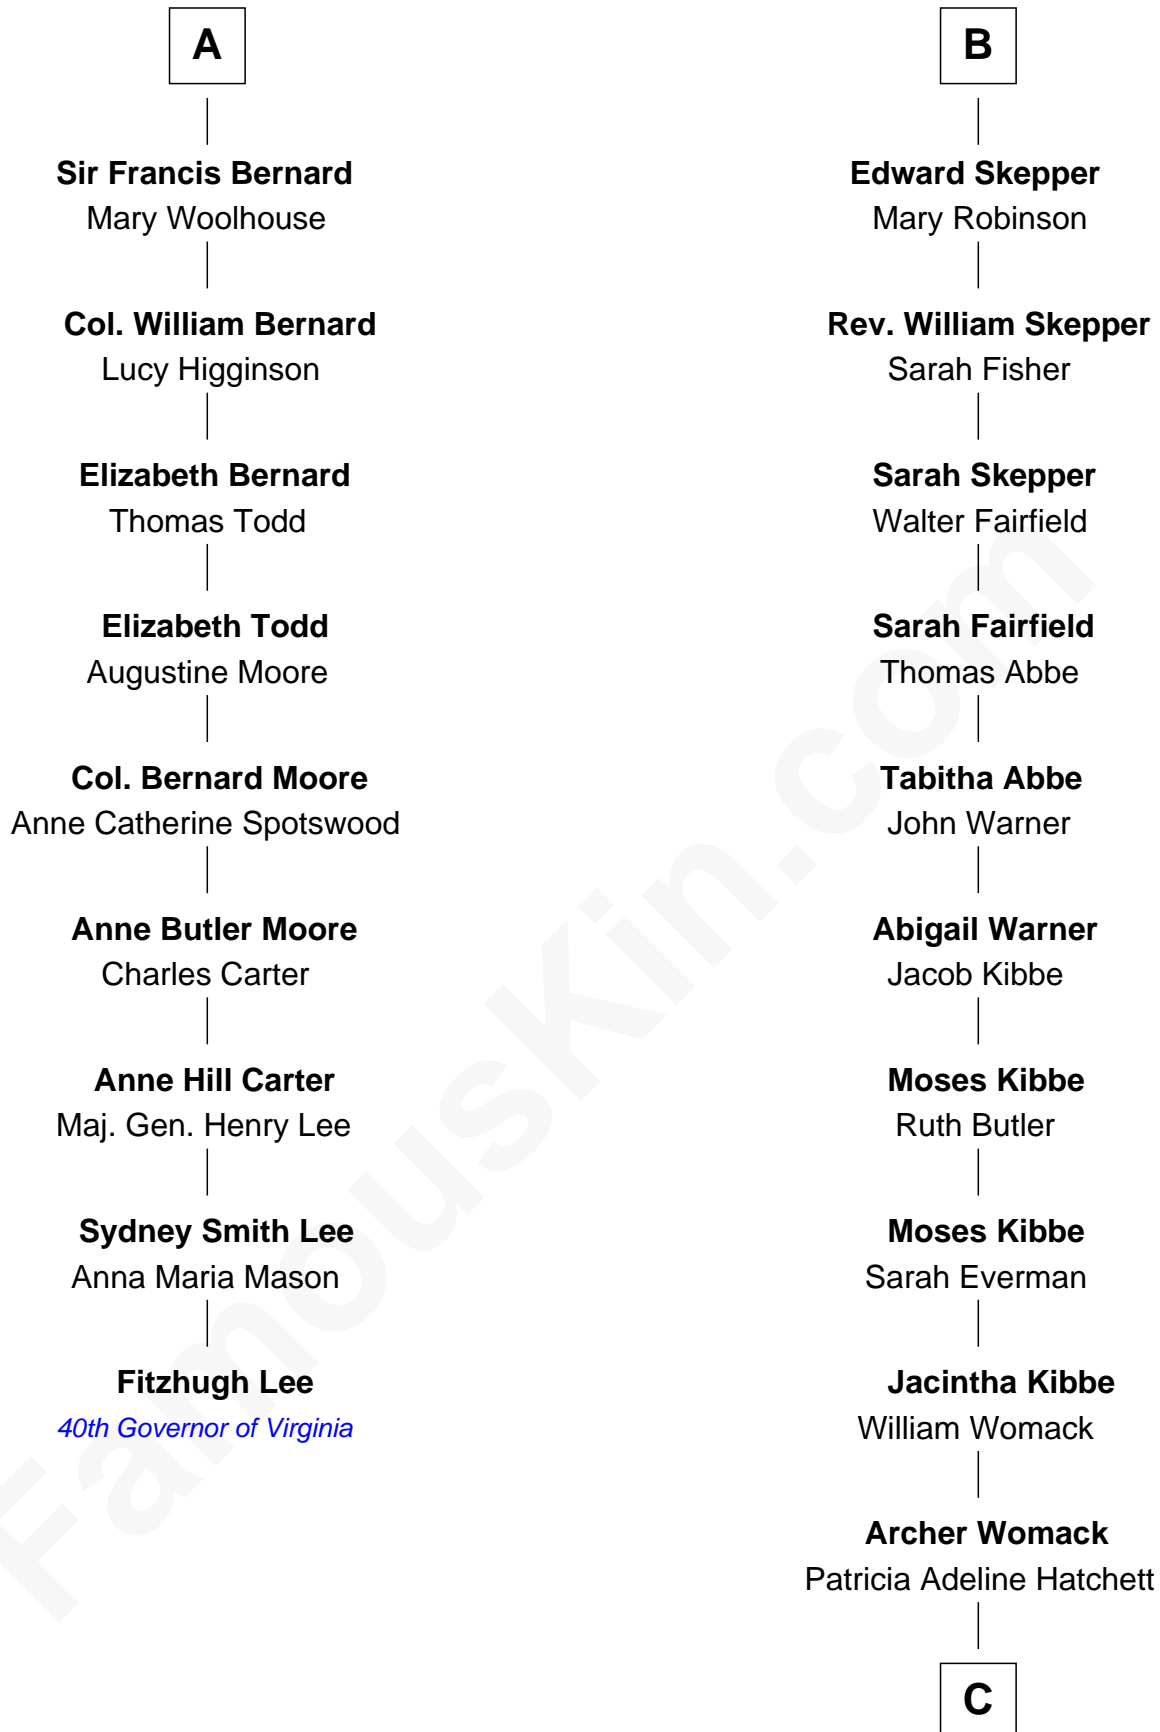 A
Sir Francis Bernard
Mary Woolhouse
Col. William Bernard
Lucy Higginson
Elizabeth Bernard
Thomas Todd
Elizabeth Todd
Augustine Moore
Col. Bernard Moore
Anne Catherine Spotswood
Anne Butler Moore
Charles Carter
Anne Hill Carter
Maj. Gen. Henry Lee
Sydney Smith Lee
Anna Maria Mason
Fitzhugh Lee
40th Governor of Virginia
B
Edward Skepper
Mary Robinson
Rev. William Skepper
Sarah Fisher
Sarah Skepper
Walter Fairfield
Sarah Fairfield
Thomas Abbe
Tabitha Abbe
John Warner
Abigail Warner
Jacob Kibbe
Moses Kibbe
Ruth Butler
Moses Kibbe
Sarah Everman
Jacintha Kibbe
William Womack
Archer Womack
Patricia Adeline Hatchett
C
FamousKin.com